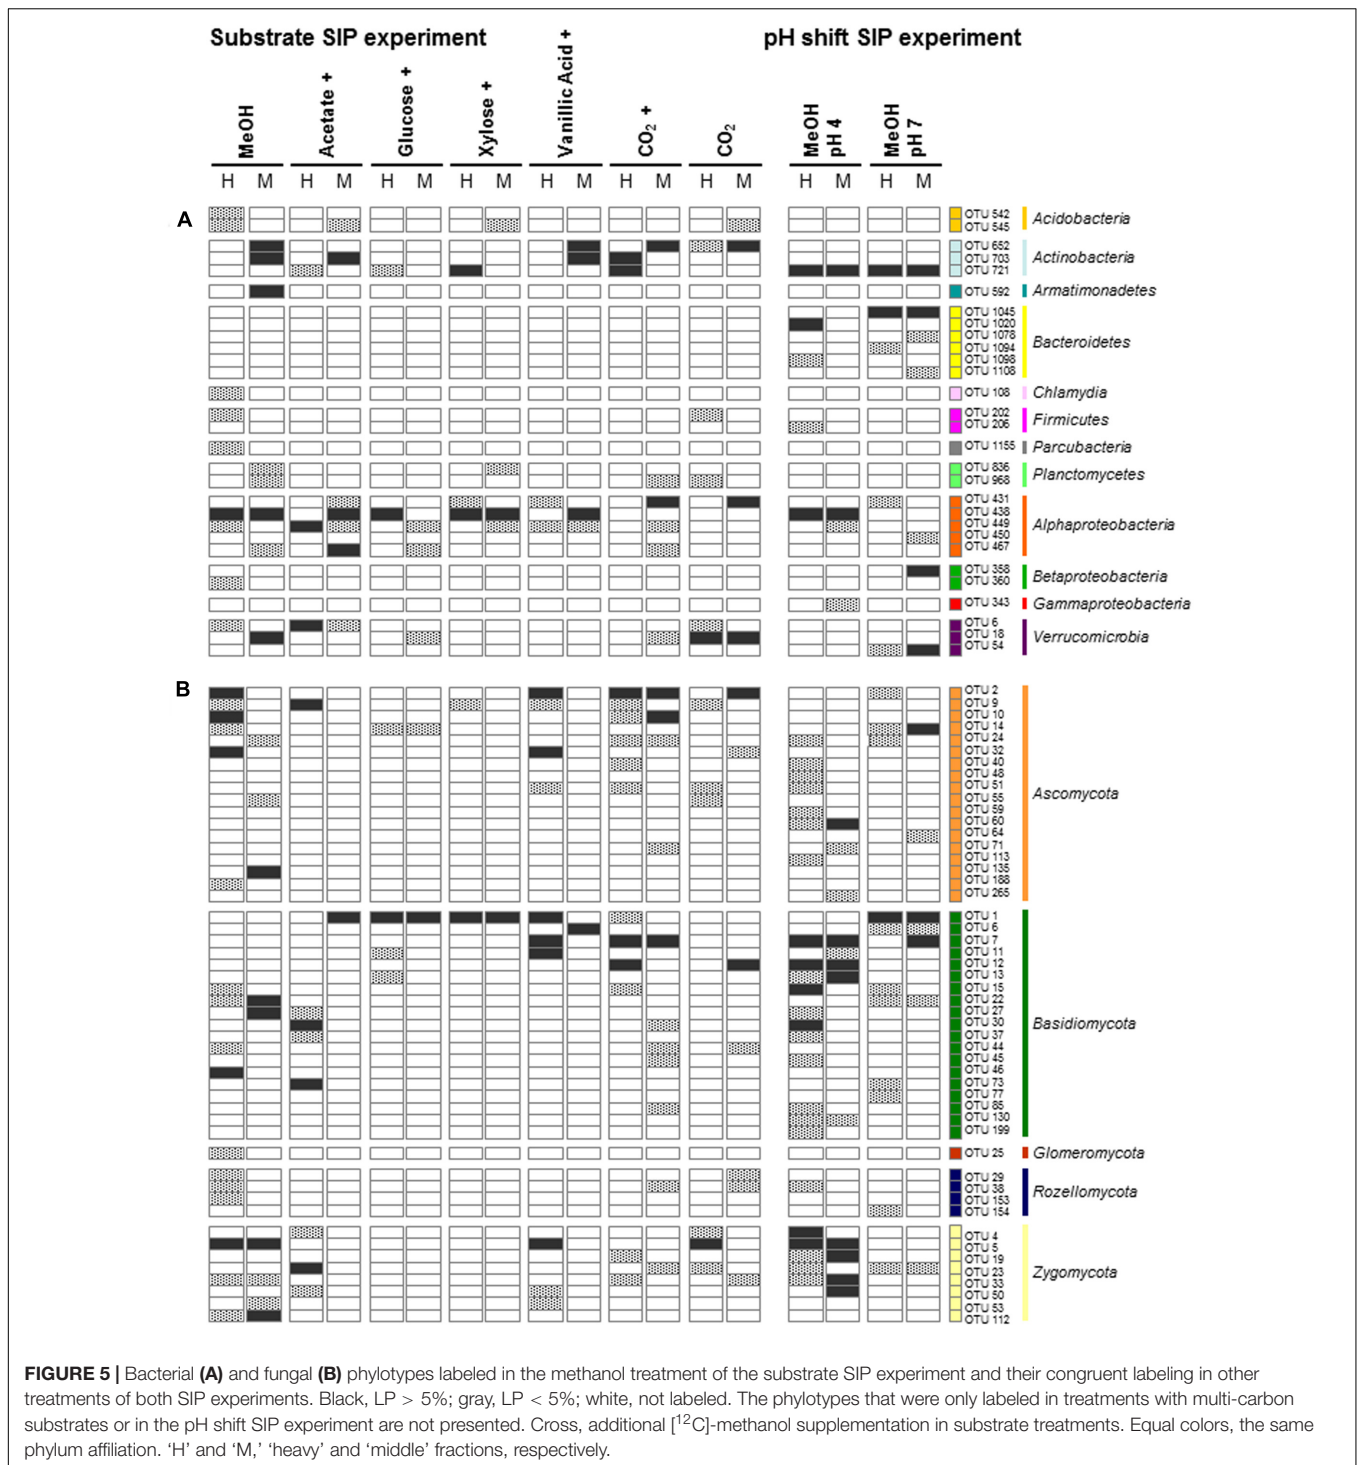 Substrate SIP experiment pH shift SIP experiment
MeOH Acetate + Glucose + Xylose + Vanillic Acid + CO2 + CO2 MeOH pH 4 MeOH pH 7
H M H M H M H M H M H M H M H M H M
A
OTU 542
OTU 545
Acidobacteria
OTU 652
OTU 703
OTU 721
Actinobacteria
OTU 592
Armatimonadetes
OTU 1045
OTU 1020
OTU 1078
OTU 1094
OTU 1098
OTU 1108
Bacteroidetes
OTU 108
Chlamydia
OTU 202
OTU 206
Firmicutes
OTU 1155
Parcubacteria
OTU 836
OTU 968
Planctomycetes
OTU 431
OTU 438
OTU 449
OTU 450
OTU 467
Alphaproteobacteria
OTU 358
OTU 360
Betaproteobacteria
OTU 343
Gammaproteobacteria
OTU 6
OTU 18
OTU 54
Verrucomicrobia
B
OTU 2
OTU 9
OTU 10
OTU 14
OTU 24
OTU 32
OTU 40
OTU 48
OTU 51
OTU 55
OTU 59
OTU 60
OTU 64
OTU 71
OTU 113
OTU 135
OTU 188
OTU 265
Ascomycota
OTU 1
OTU 6
OTU 7
OTU 11
OTU 12
OTU 13
OTU 15
OTU 22
OTU 27
OTU 30
OTU 37
OTU 44
OTU 45
OTU 46
OTU 73
OTU 77
OTU 85
OTU 130
OTU 199
Basidiomycota
OTU 25
Glomeromycota
OTU 29
OTU 38
OTU 153
OTU 154
Rozellomycota
OTU 4
OTU 5
OTU 19
OTU 23
OTU 33
OTU 50
OTU 53
OTU 112
Zygomycota
FIGURE 5 | Bacterial (A) and fungal (B) phylotypes labeled in the methanol treatment of the substrate SIP experiment and their congruent labeling in other
treatments of both SIP experiments. Black, LP > 5%; gray, LP < 5%; white, not labeled. The phylotypes that were only labeled in treatments with multi-carbon
substrates or in the pH shift SIP experiment are not presented. Cross, additional [12C]-methanol supplementation in substrate treatments. Equal colors, the same
phylum affiliation. ‘H’ and ‘M,’ ‘heavy’ and ‘middle’ fractions, respectively.